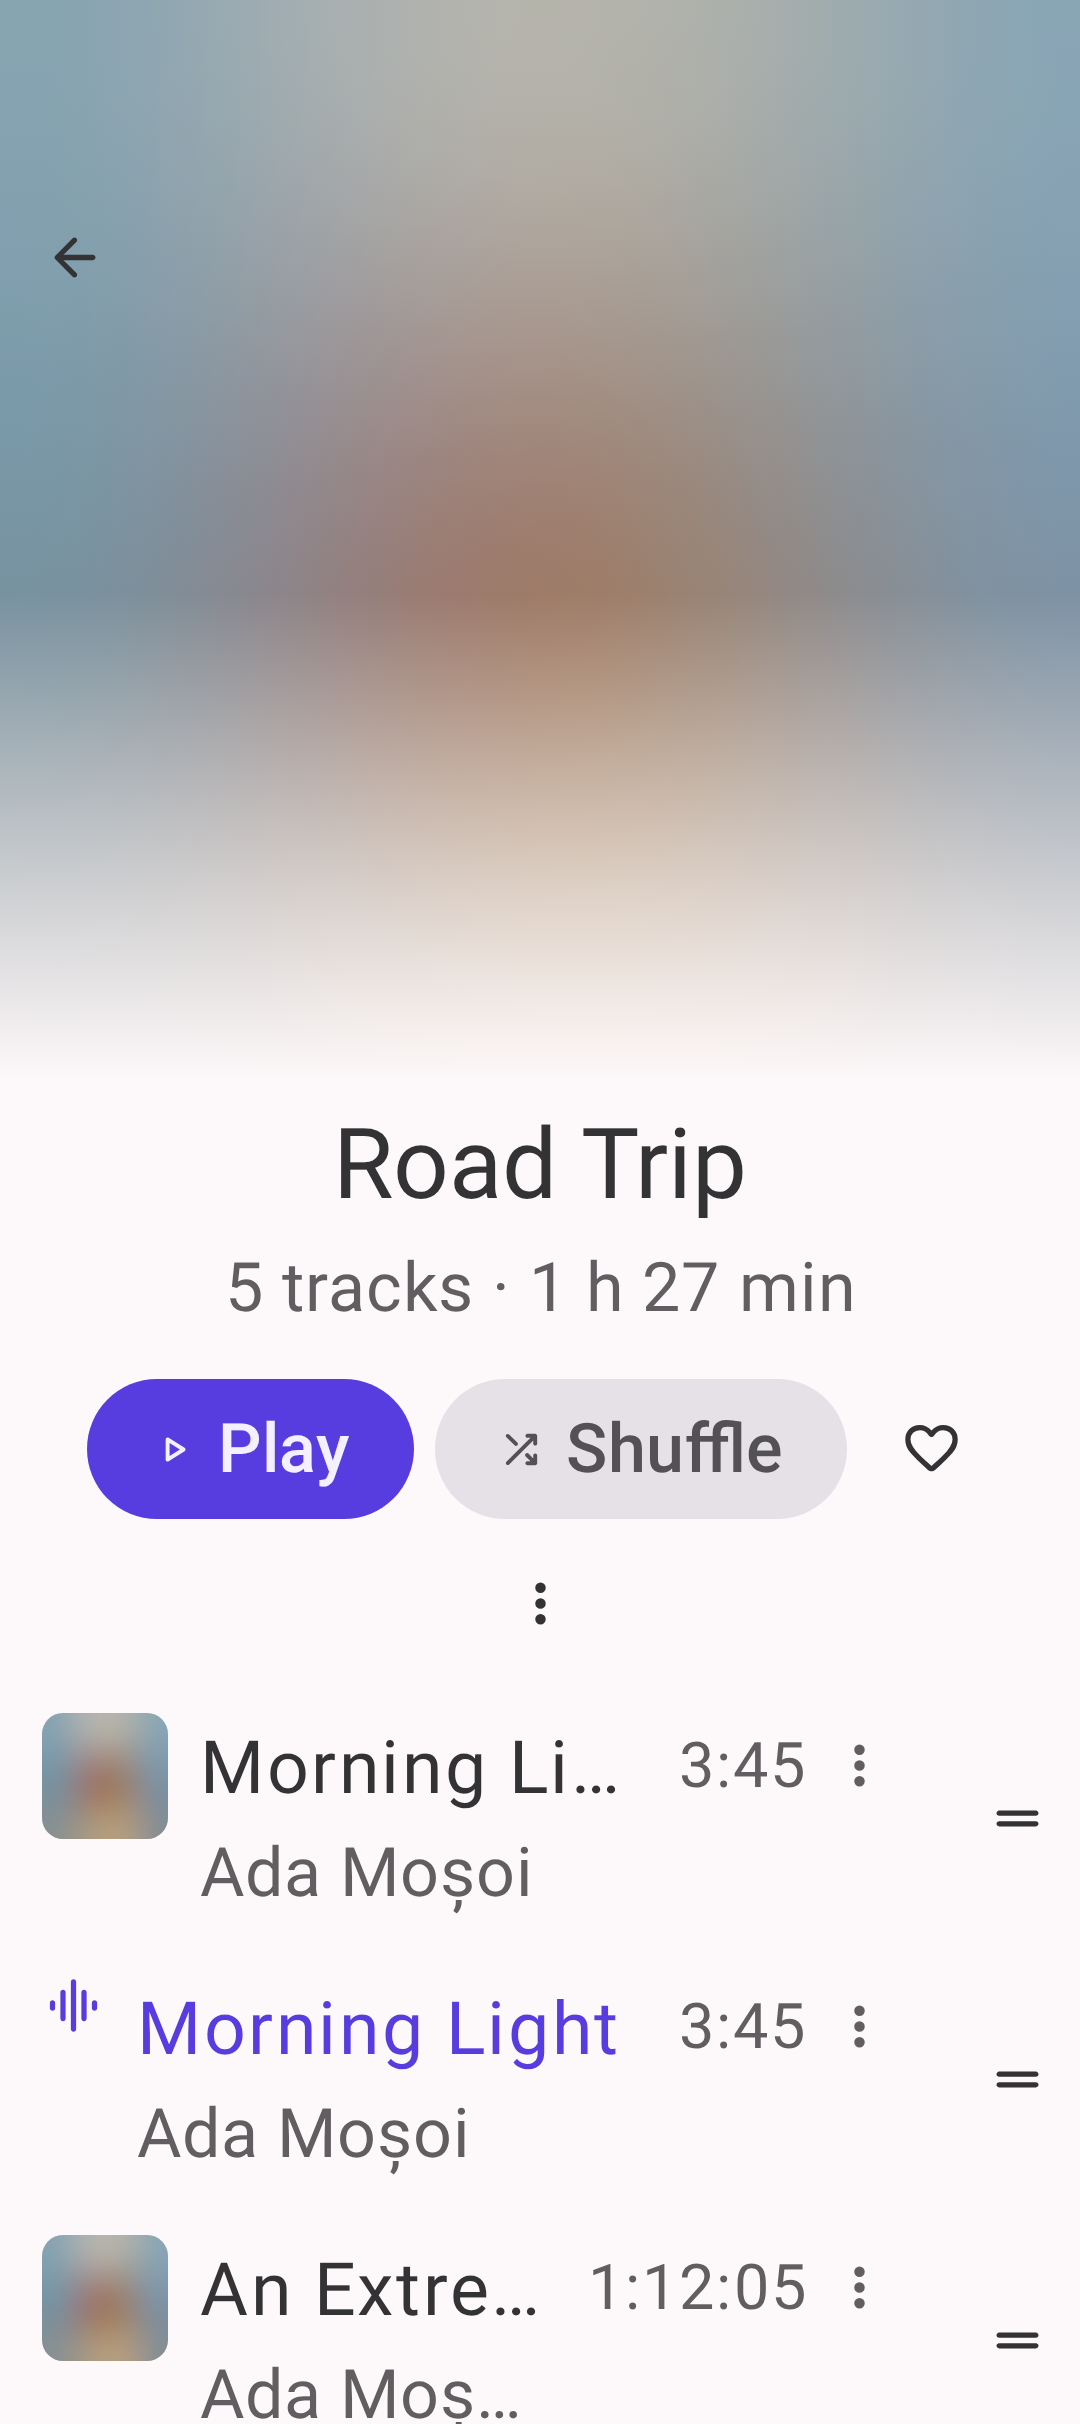 Road Trip
5 tracks · 1 h 27 min
Play
Shuffle
Morning Li…
3:45
Ada Moșoi
Morning Light
3:45
Ada Moșoi
An Extre…
1:12:05
Ada Moș…